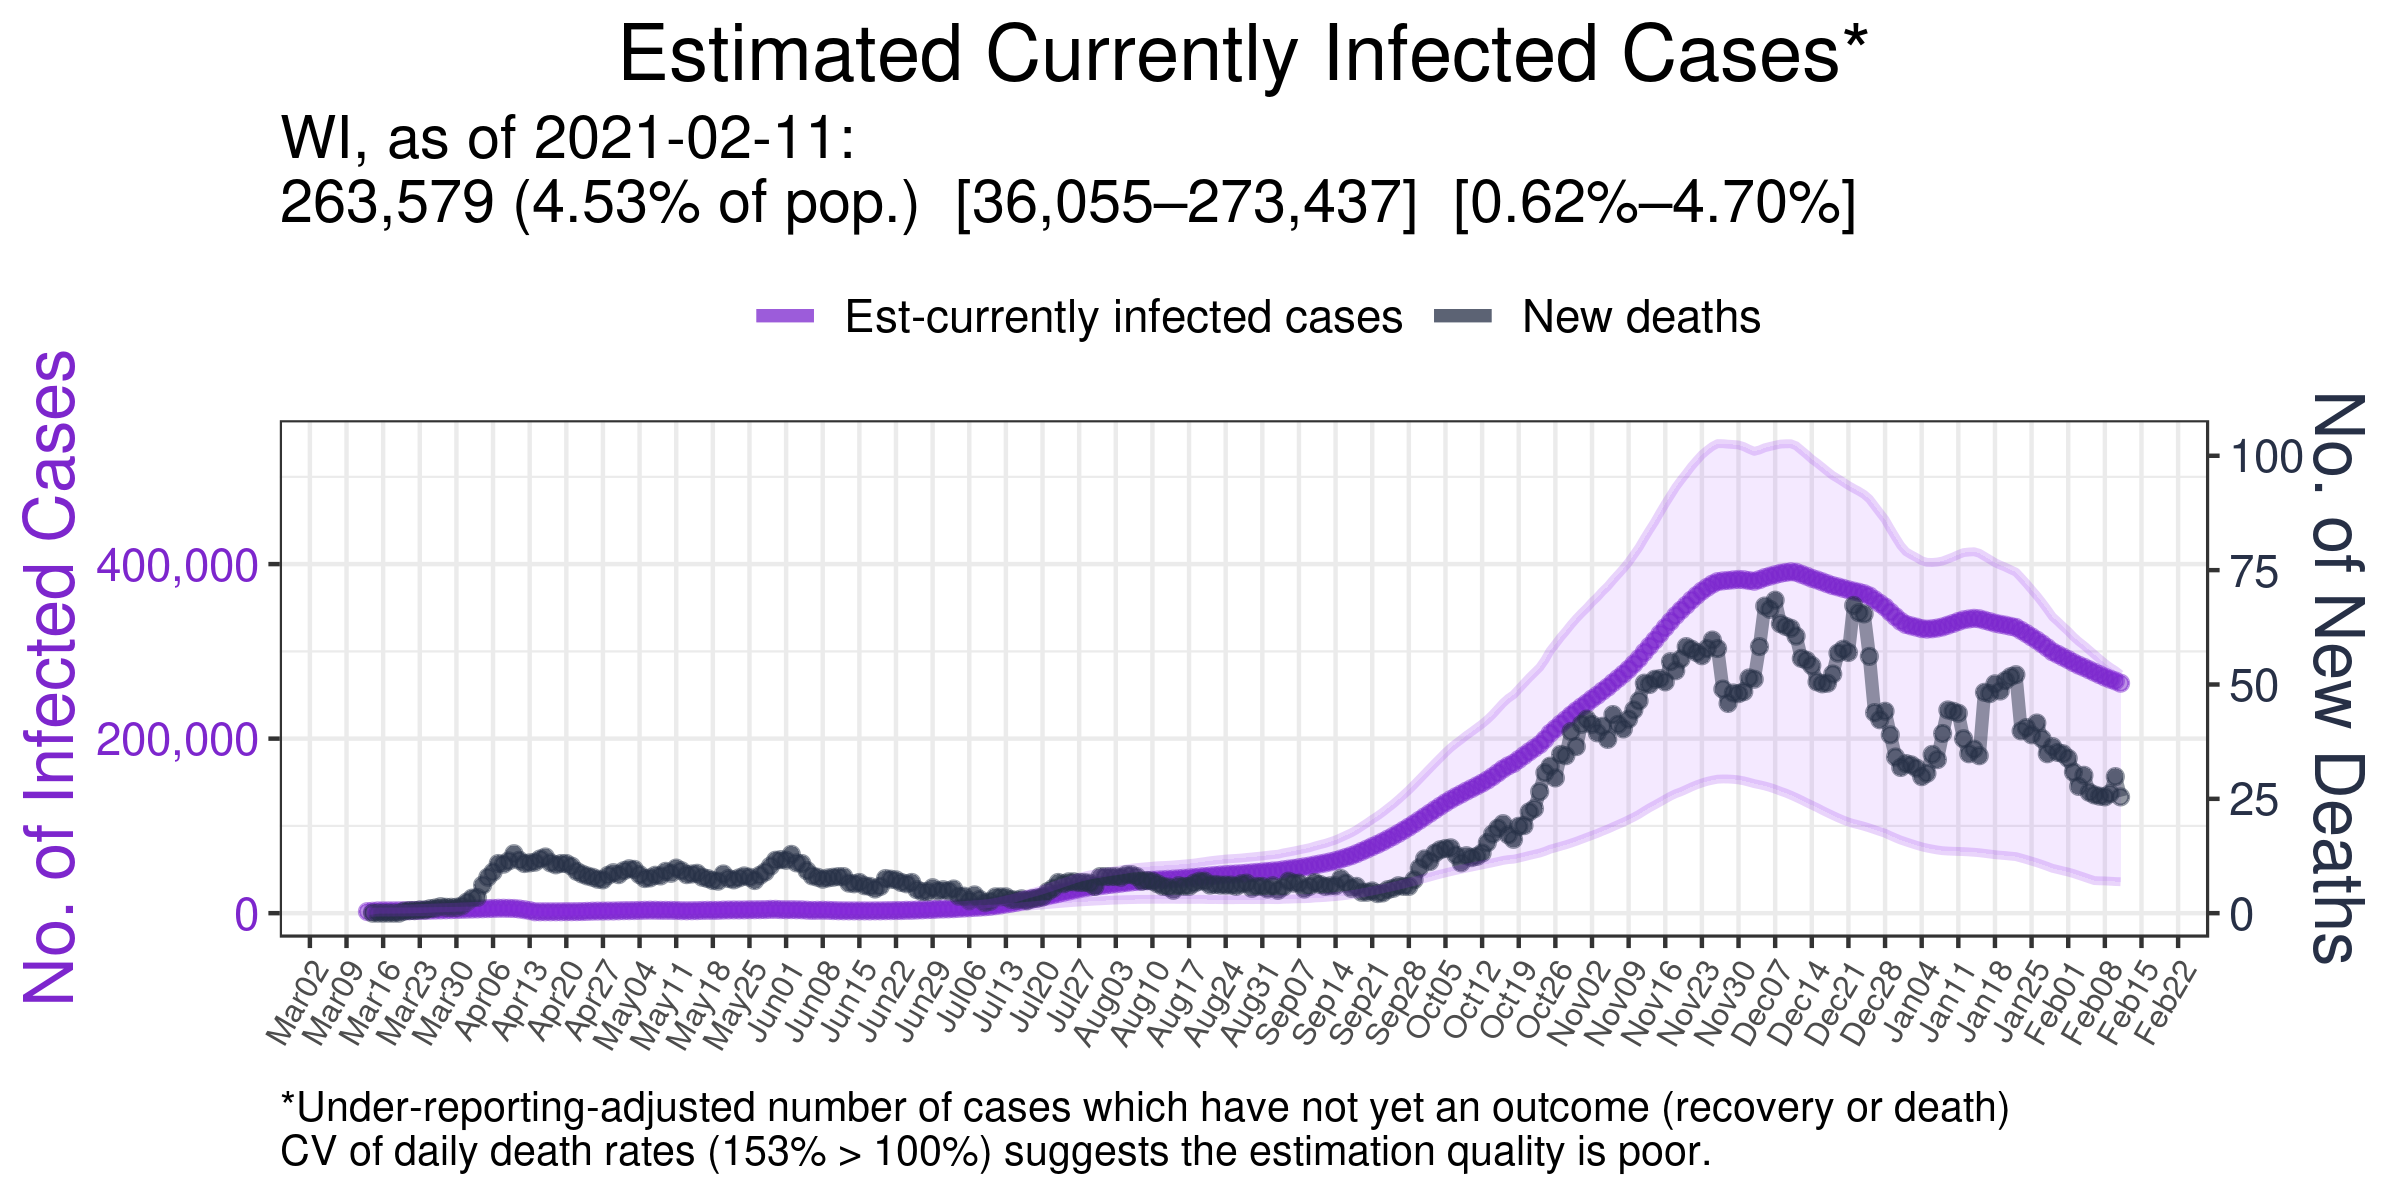 Estimated Currently Infected Cases*
WI, as of 2021-02-11:
263,579 (4.53% of pop.)  [36,055–273,437]  [0.62%–4.70%]
Est-currently infected cases
New deaths
No. of Infected Cases
400,000
200,000
0
No. of New Deaths
100
75
50
25
0
Mar02
Mar09
Mar16
Mar23
Mar30
Apr06
Apr13
Apr20
Apr27
May04
May11
May18
May25
Jun01
Jun08
Jun15
Jun22
Jun29
Jul06
Jul13
Jul20
Jul27
Aug03
Aug10
Aug17
Aug24
Aug31
Sep07
Sep14
Sep21
Sep28
Oct05
Oct12
Oct19
Oct26
Nov02
Nov09
Nov16
Nov23
Nov30
Dec07
Dec14
Dec21
Dec28
Jan04
Jan11
Jan18
Jan25
Feb01
Feb08
Feb15
Feb22
*Under-reporting-adjusted number of cases which have not yet an outcome (recovery or death)
CV of daily death rates (153% > 100%) suggests the estimation quality is poor.